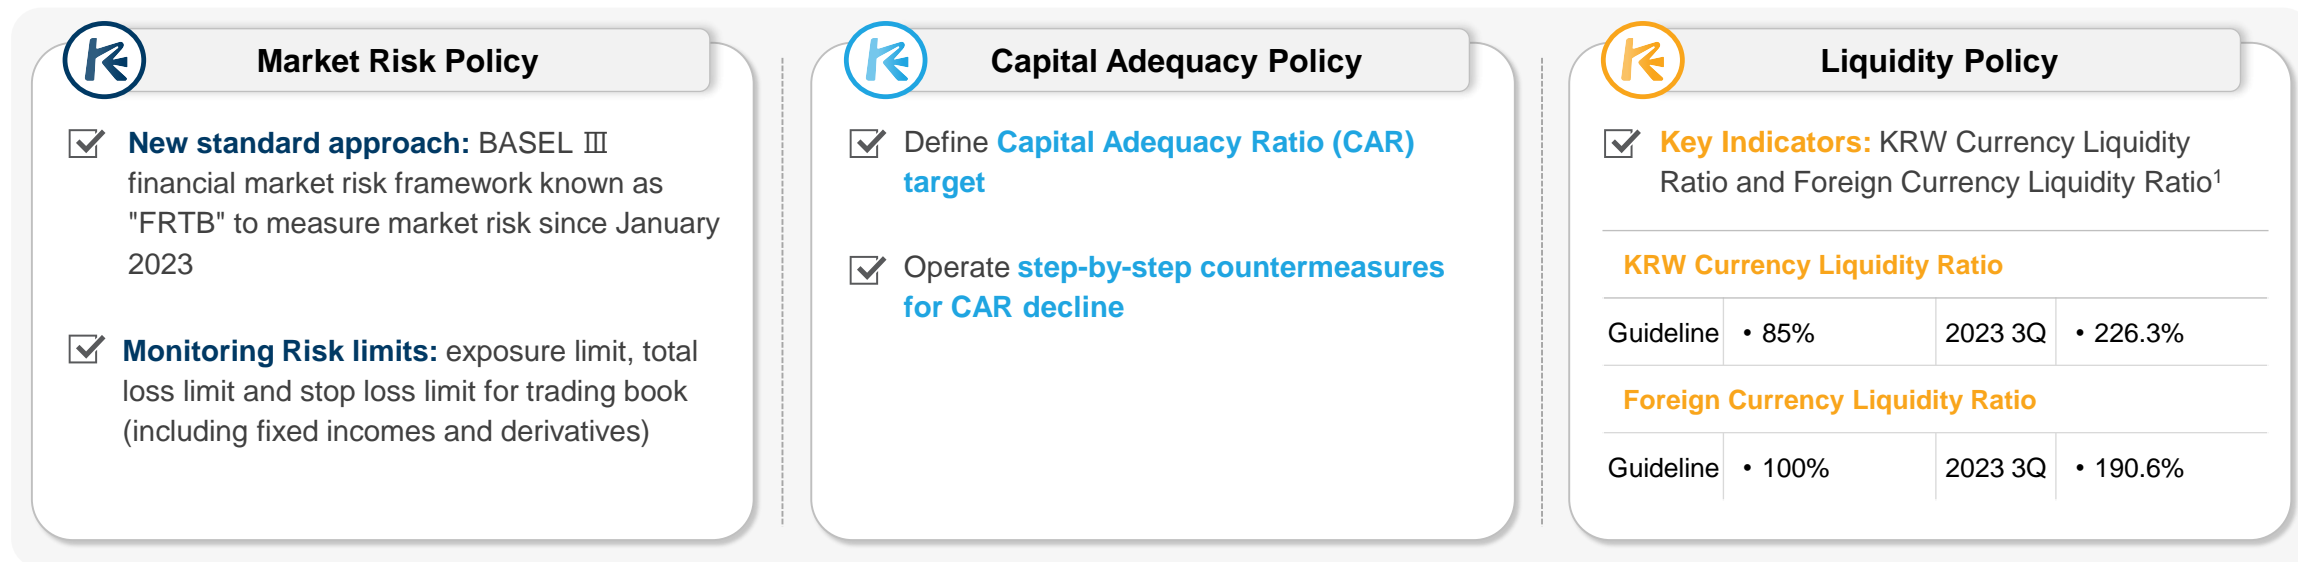 Market Risk Policy
New standard approach: BASEL Ⅲ
financial market risk framework known as
"FRTB" to measure market risk since January
2023
Monitoring Risk limits: exposure limit, total
loss limit and stop loss limit for trading book
(including fixed incomes and derivatives)
Capital Adequacy Policy
Define Capital Adequacy Ratio (CAR)
target
Operate step-by-step countermeasures
for CAR decline
Liquidity Policy
Key Indicators: KRW Currency Liquidity
Ratio and Foreign Currency Liquidity Ratio¹
KRW Currency Liquidity Ratio
Guideline • 85% 2023 3Q • 226.3%
Foreign Currency Liquidity Ratio
Guideline • 100% 2023 3Q • 190.6%